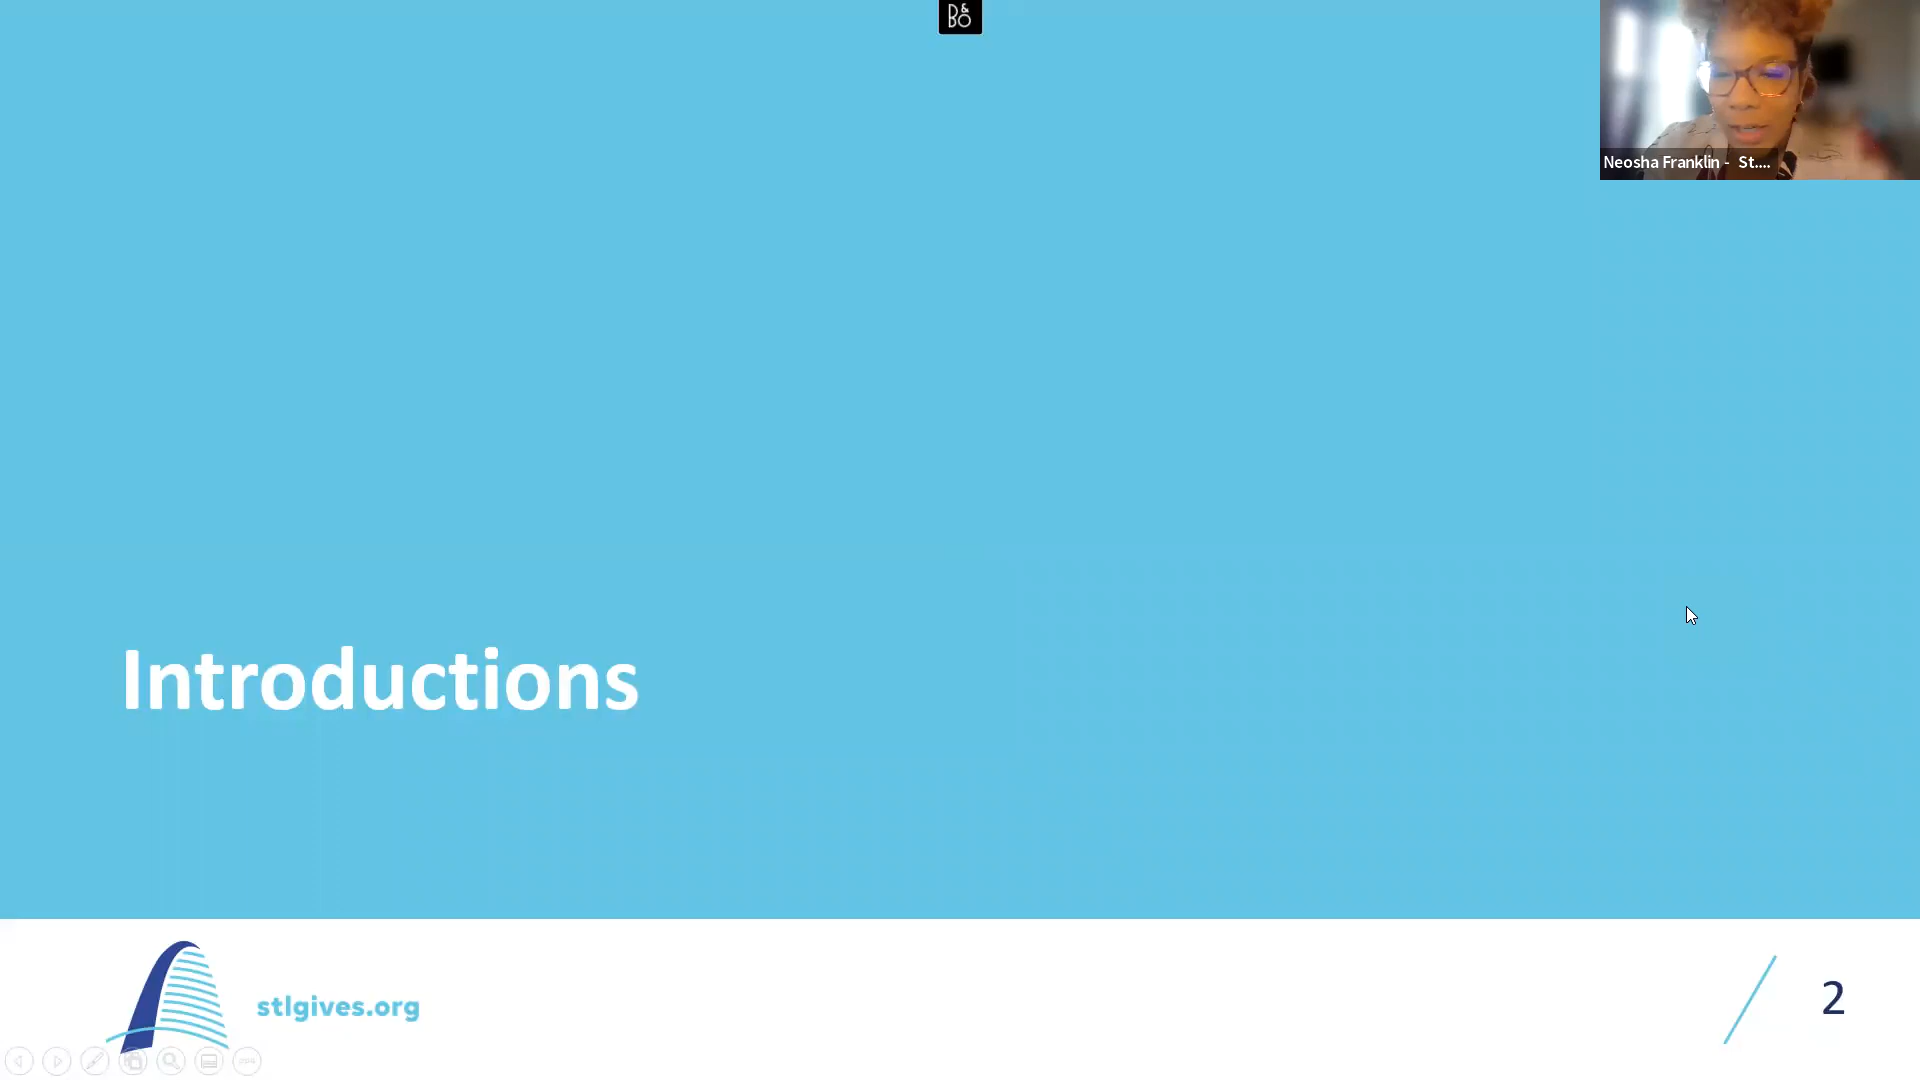 B&O
Neosha Franklin - St....
Introductions
stlgives.org
2